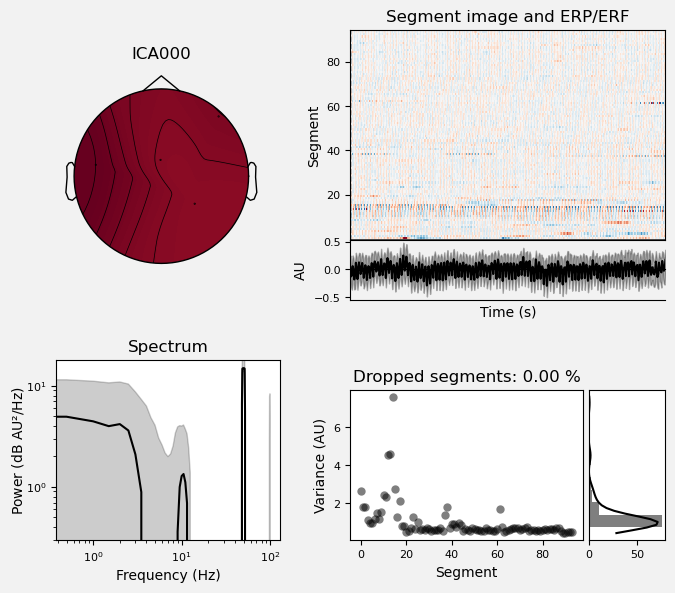 ICA000
Segment image and ERP/ERF
Segment
80
60
40
20
AU
0.5
0.0
−0.5
Time (s)
Spectrum
Power (dB AU²/Hz)
10¹
10⁰
10⁰
10¹
10²
Frequency (Hz)
Dropped segments: 0.00 %
Variance (AU)
6
4
2
0
20
40
60
80
Segment
0
50